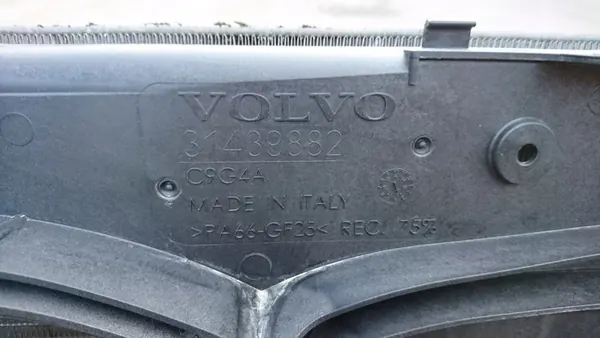 VOLVO
31439882
C9G4A
MADE IN ITALY
>PA66-GF25< REC. 75%